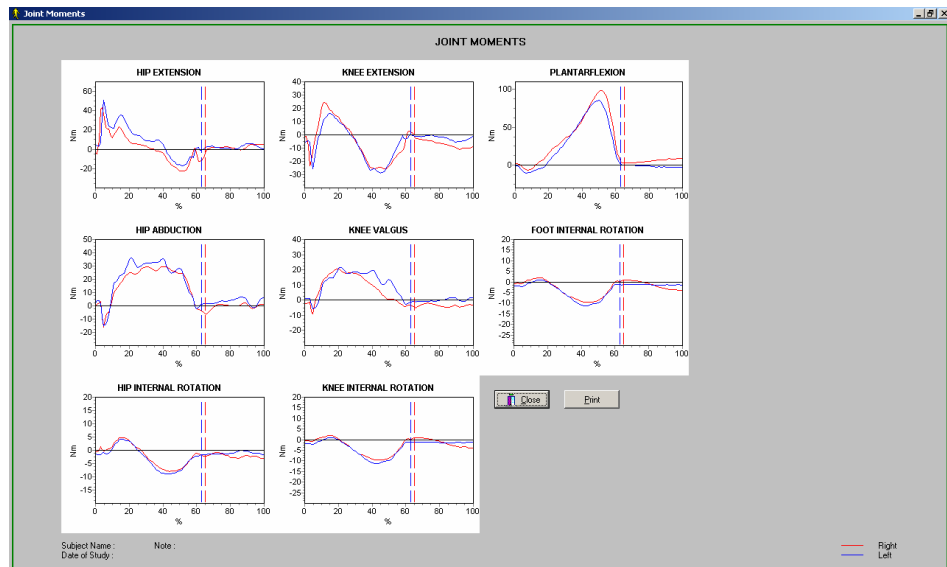 Joint Moments
JOINT MOMENTS
HIP EXTENSION
60
40
20
0
-20
Nm
0 20 40 60 80 100
%
KNEE EXTENSION
40
30
20
10
0
-10
-20
-30
Nm
0 20 40 60 80 100
%
PLANTARFLEXION
100
50
0
Nm
0 20 40 60 80 100
%
HIP ABDUCTION
50
40
30
20
10
0
-10
-20
Nm
0 20 40 60 80 100
%
KNEE VALGUS
40
30
20
10
0
-10
-20
Nm
0 20 40 60 80 100
%
FOOT INTERNAL ROTATION
20
15
10
5
0
-5
-10
-15
-20
-25
Nm
0 20 40 60 80 100
%
HIP INTERNAL ROTATION
20
15
10
5
0
-5
-10
-15
Nm
0 20 40 60 80 100
%
KNEE INTERNAL ROTATION
20
15
10
5
0
-5
-10
-15
-20
-25
Nm
0 20 40 60 80 100
%
Close
Print
Subject Name : Note :
Date of Study :
Right
Left